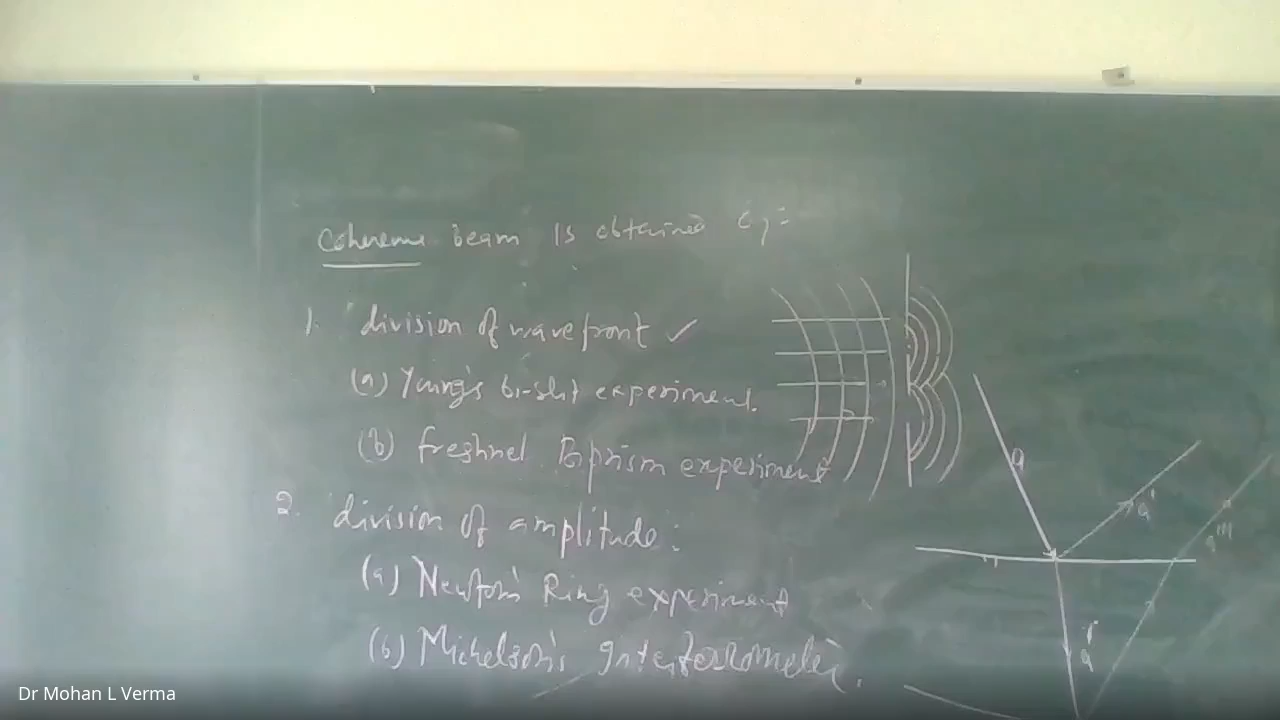 Coherence beam is obtained by:-
1. division of wavefront ✓
(a) Young's bi-slit experiment.
(b) Freshnel Biprism experiment
2. division of amplitude:
(a) Newton's Ring experiment
(b) Michelson's Interferometer.
a
a'
a'''
a''
Dr Mohan L Verma